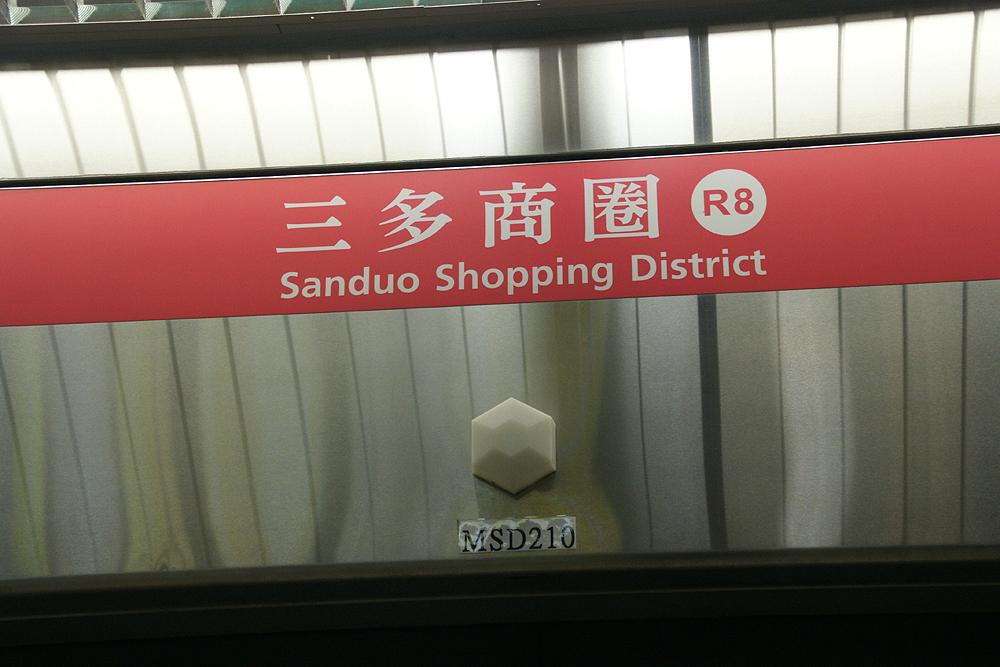 三多商圈 R8
Sanduo Shopping District
MSD210